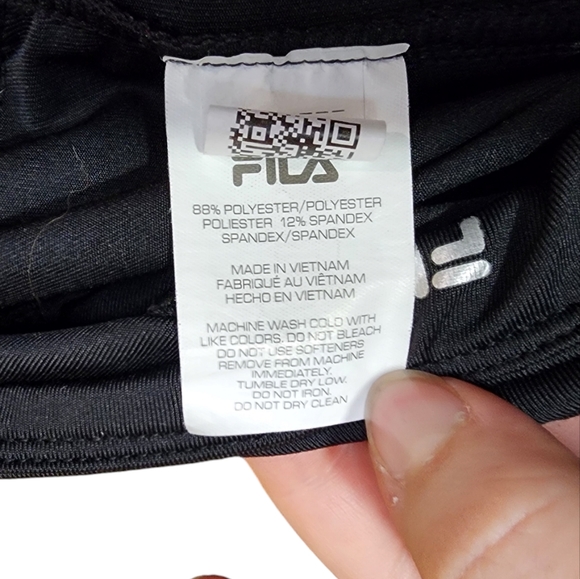 FILA
88% POLYESTER/POLYESTER
POLIESTER 12% SPANDEX
SPANDEX/SPANDEX
MADE IN VIETNAM
FABRIQUÉ AU VIÊTNAM
HECHO EN VIETNAM
MACHINE WASH COLD WITH
LIKE COLORS. DO NOT BLEACH
DO NOT USE SOFTENERS
REMOVE FROM MACHINE
IMMEDIATELY.
TUMBLE DRY LOW.
DO NOT IRON.
DO NOT DRY CLEAN